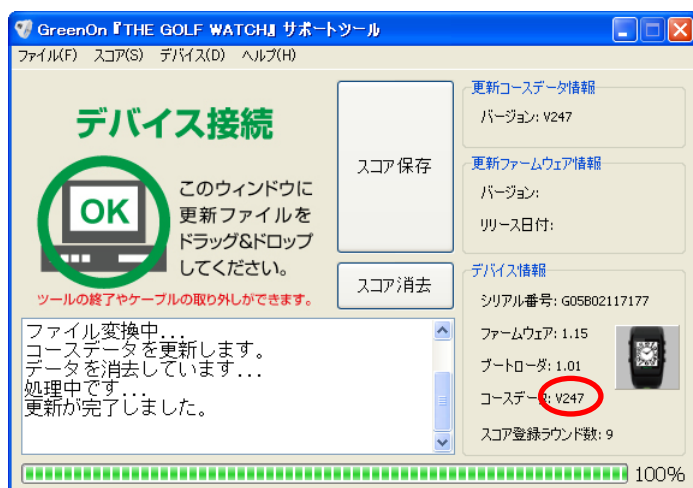 GreenOn『THE GOLF WATCH』サポートツール
ファイル(F) スコア(S) デバイス(D) ヘルプ(H)
デバイス接続
OK
このウィンドウに
更新ファイルを
ドラッグ&ドロップ
してください。
ツールの終了やケーブルの取り外しができます。
スコア保存
スコア消去
更新コースデータ情報
バージョン: V247
更新ファームウェア情報
バージョン:
リリース日付:
デバイス情報
シリアル番号: G05B02117177
ファームウェア: 1.15
ブートローダ: 1.01
コースデータ: V247
スコア登録ラウンド数: 9
ファイル変換中...
コースデータを更新します。
データを消去しています...
処理中です...
更新が完了しました。
100%